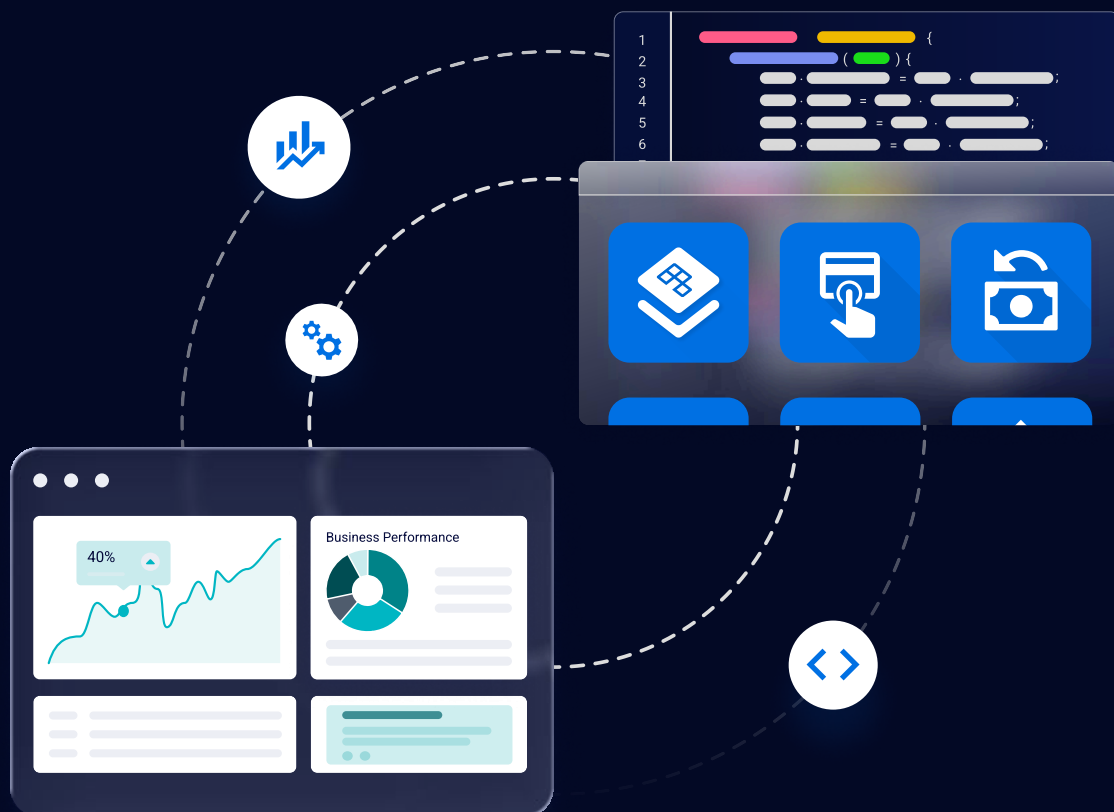 1 {
2 ( ) {
3 . = . ;
4 . = . ;
5 . = . ;
6 . = . ;
40%
Business Performance